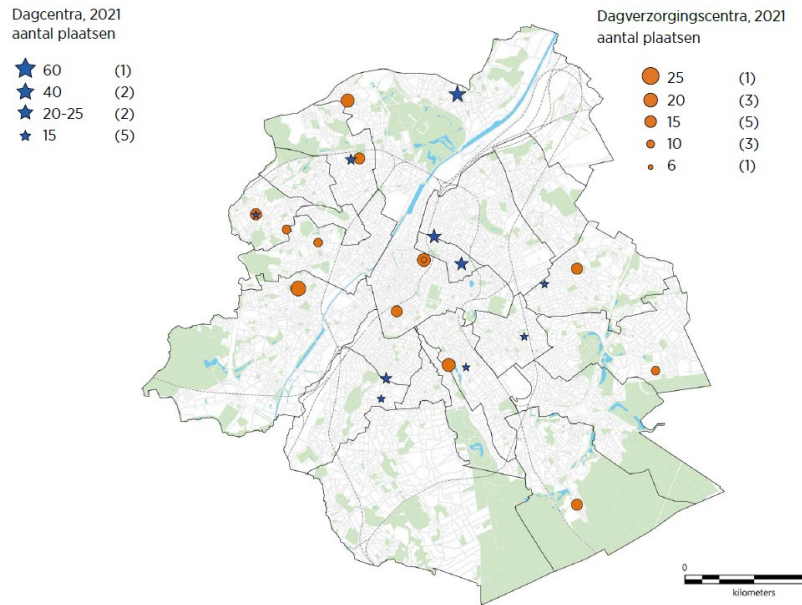 Dagcentra, 2021
aantal plaatsen
60 (1)
40 (2)
20-25 (2)
15 (5)
Dagverzorgingscentra, 2021
aantal plaatsen
25 (1)
20 (3)
15 (5)
10 (3)
6 (1)
0
kilometers